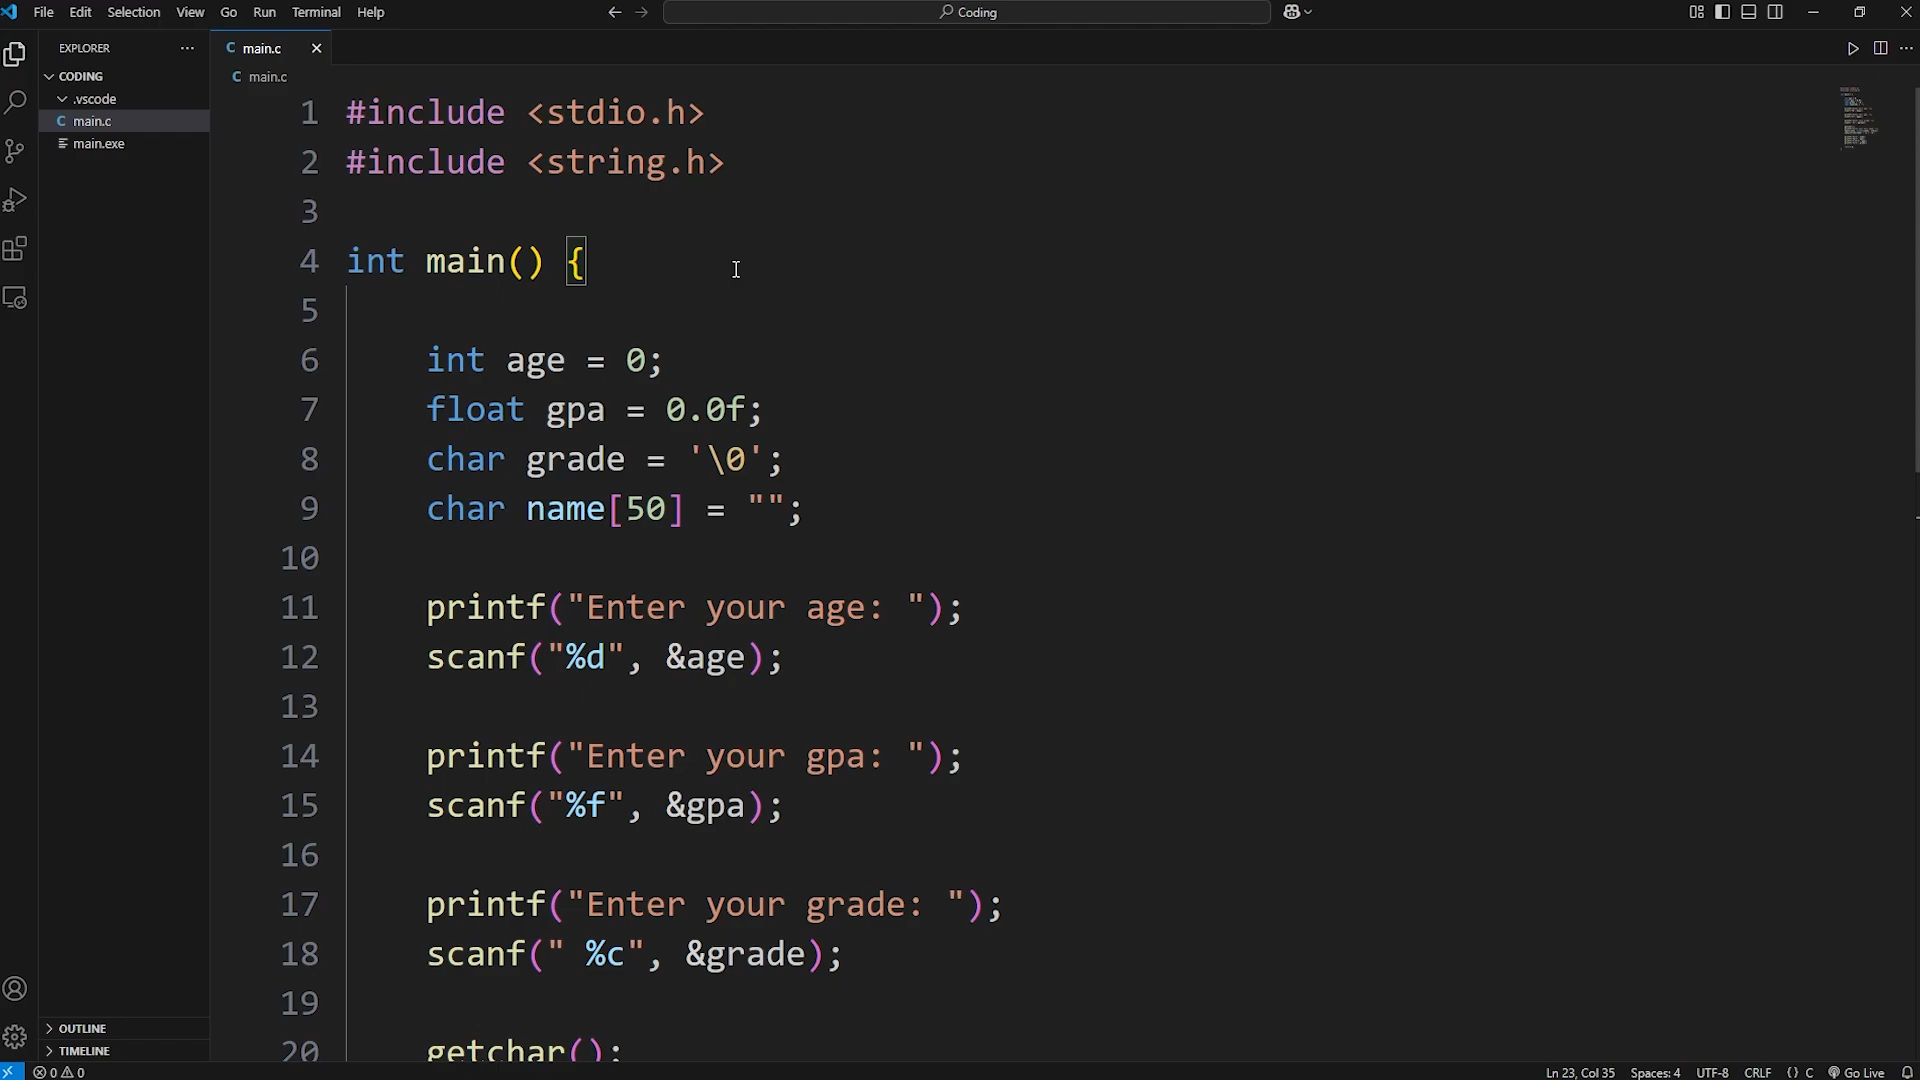 File Edit Selection View Go Run Terminal Help
Coding
EXPLORER
CODING
.vscode
C main.c
main.exe
OUTLINE
TIMELINE
C main.c
C main.c
1 #include <stdio.h>
2 #include <string.h>
3
4 int main() {
5
6 int age = 0;
7 float gpa = 0.0f;
8 char grade = '\0';
9 char name[50] = "";
10
11 printf("Enter your age: ");
12 scanf("%d", &age);
13
14 printf("Enter your gpa: ");
15 scanf("%f", &gpa);
16
17 printf("Enter your grade: ");
18 scanf(" %c", &grade);
19
20 getchar();
0 0
Ln 23, Col 35 Spaces: 4 UTF-8 CRLF {} C Go Live